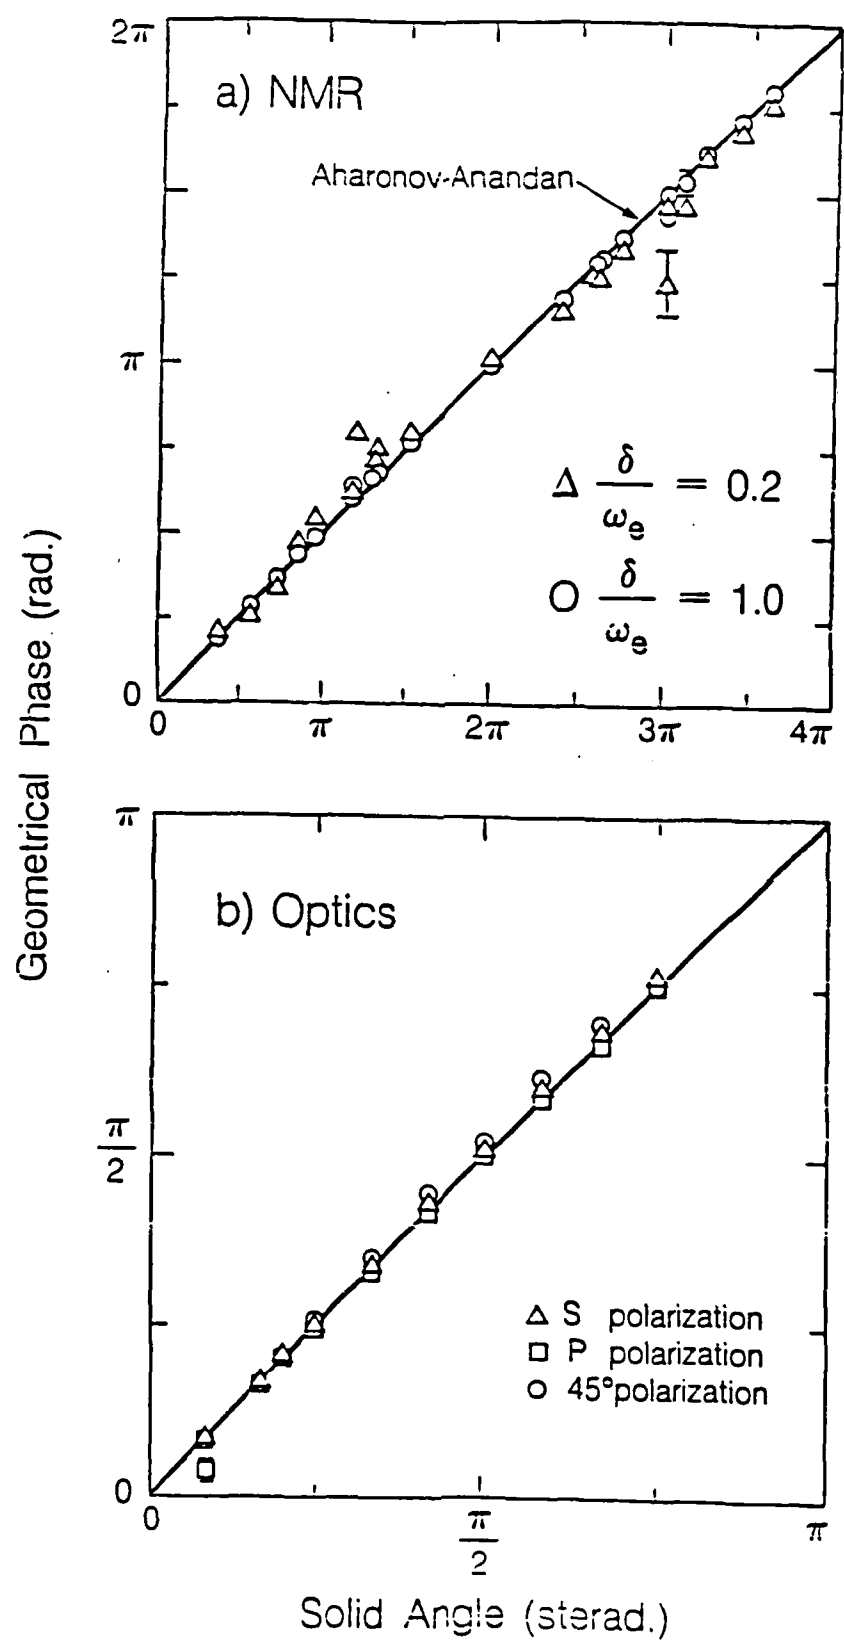 2π
a) NMR
Aharonov-Anandan
π
Δ δ/ωe = 0.2
O δ/ωe = 1.0
0
0 π 2π 3π 4π
Geometrical Phase (rad.)
π
b) Optics
π/2
△ S polarization
□ P polarization
○ 45° polarization
0
0 π/2 π
Solid Angle (sterad.)